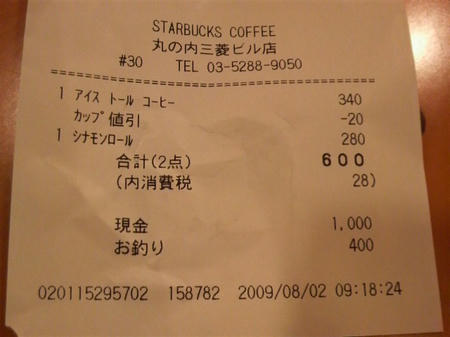 STARBUCKS COFFEE
丸の内三菱ビル店
#30 TEL 03-5288-9050
========================================
1 アイス トール コーヒー 340
カップ値引 -20
1 シナモンロール 280
合計(2点) 600
(内消費税 28)
現金 1,000
お釣り 400
020115295702 158782 2009/08/02 09:18:24